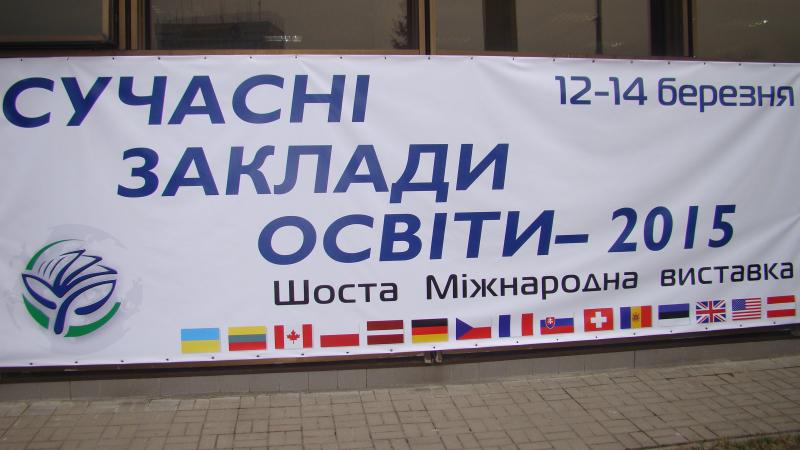 СУЧАСНІ
12-14 березня
ЗАКЛАДИ
ОСВІТИ– 2015
Шоста Міжнародна виставка